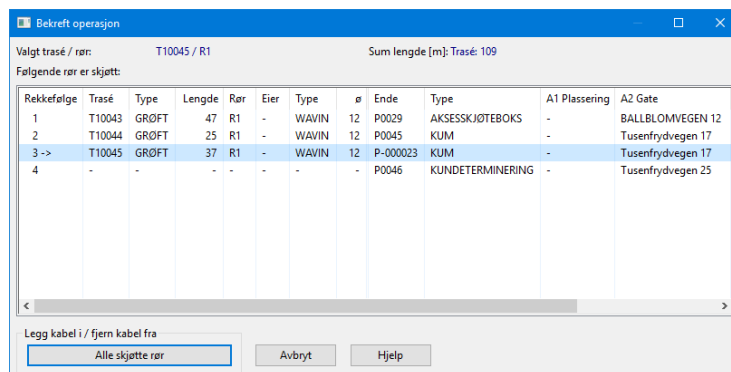 Bekreft operasjon
Valgt trasé / rør: T10045 / R1 Sum lengde [m]: Trasé: 109
Følgende rør er skjøtt:
Rekkefølge Trasé Type Lengde Rør Eier Type ø Ende Type A1 Plassering A2 Gate
1 T10043 GRØFT 47 R1 - WAVIN 12 P0029 AKSESSKJØTEBOKS - BALLBLOMVEGEN 12
2 T10044 GRØFT 25 R1 - WAVIN 12 P0045 KUM - Tusenfrydvegen 17
3 -> T10045 GRØFT 37 R1 - WAVIN 12 P-000023 KUM - Tusenfrydvegen 17
4 - - - - - - - P0046 KUNDETERMINERING - Tusenfrydvegen 25
Legg kabel i / fjern kabel fra
Alle skjøtte rør Avbryt Hjelp